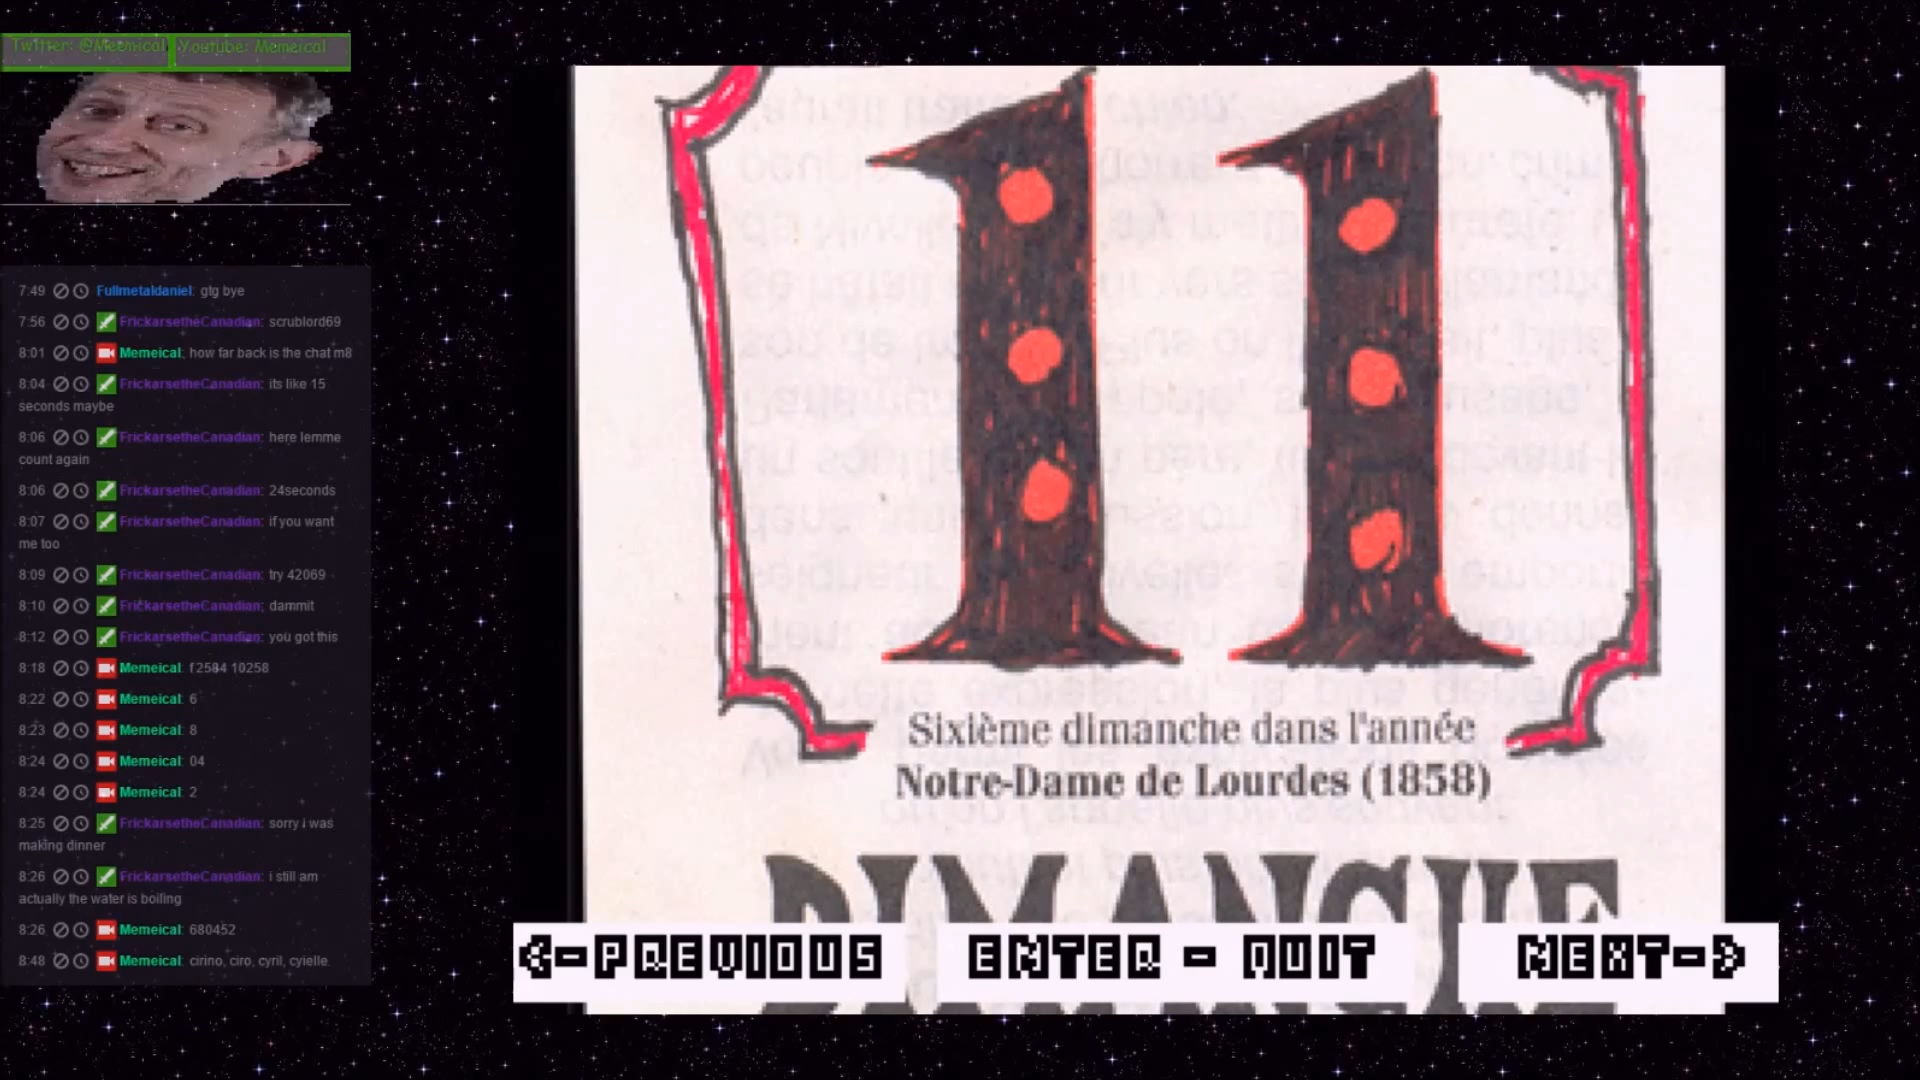 Twitter: @Meemical Youtube: Memeical
7:49 Fullmetaldaniel: gtg bye
7:56 FrickarsetheCanadian: scrublord69
8:01 Memeical: how far back is the chat m8
8:04 FrickarsetheCanadian: its like 15
seconds maybe
8:06 FrickarsetheCanadian: here lemme
count again
8:06 FrickarsetheCanadian: 24seconds
8:07 FrickarsetheCanadian: if you want
me too
8:09 FrickarsetheCanadian: try 42069
8:10 FrickarsetheCanadian: dammit
8:12 FrickarsetheCanadian: you got this
8:18 Memeical: f 2584 10258
8:22 Memeical: 6
8:23 Memeical: 8
8:24 Memeical: 04
8:24 Memeical: 2
8:25 FrickarsetheCanadian: sorry i was
making dinner
8:26 FrickarsetheCanadian: i still am
actually the water is boiling
8:26 Memeical: 680452
8:48 Memeical: cirino, ciro, cyril, cyielle
11
Sixième dimanche dans l'année
Notre-Dame de Lourdes (1858)
DIMANCHE
<-PREVIOUS ENTER - QUIT NEXT->